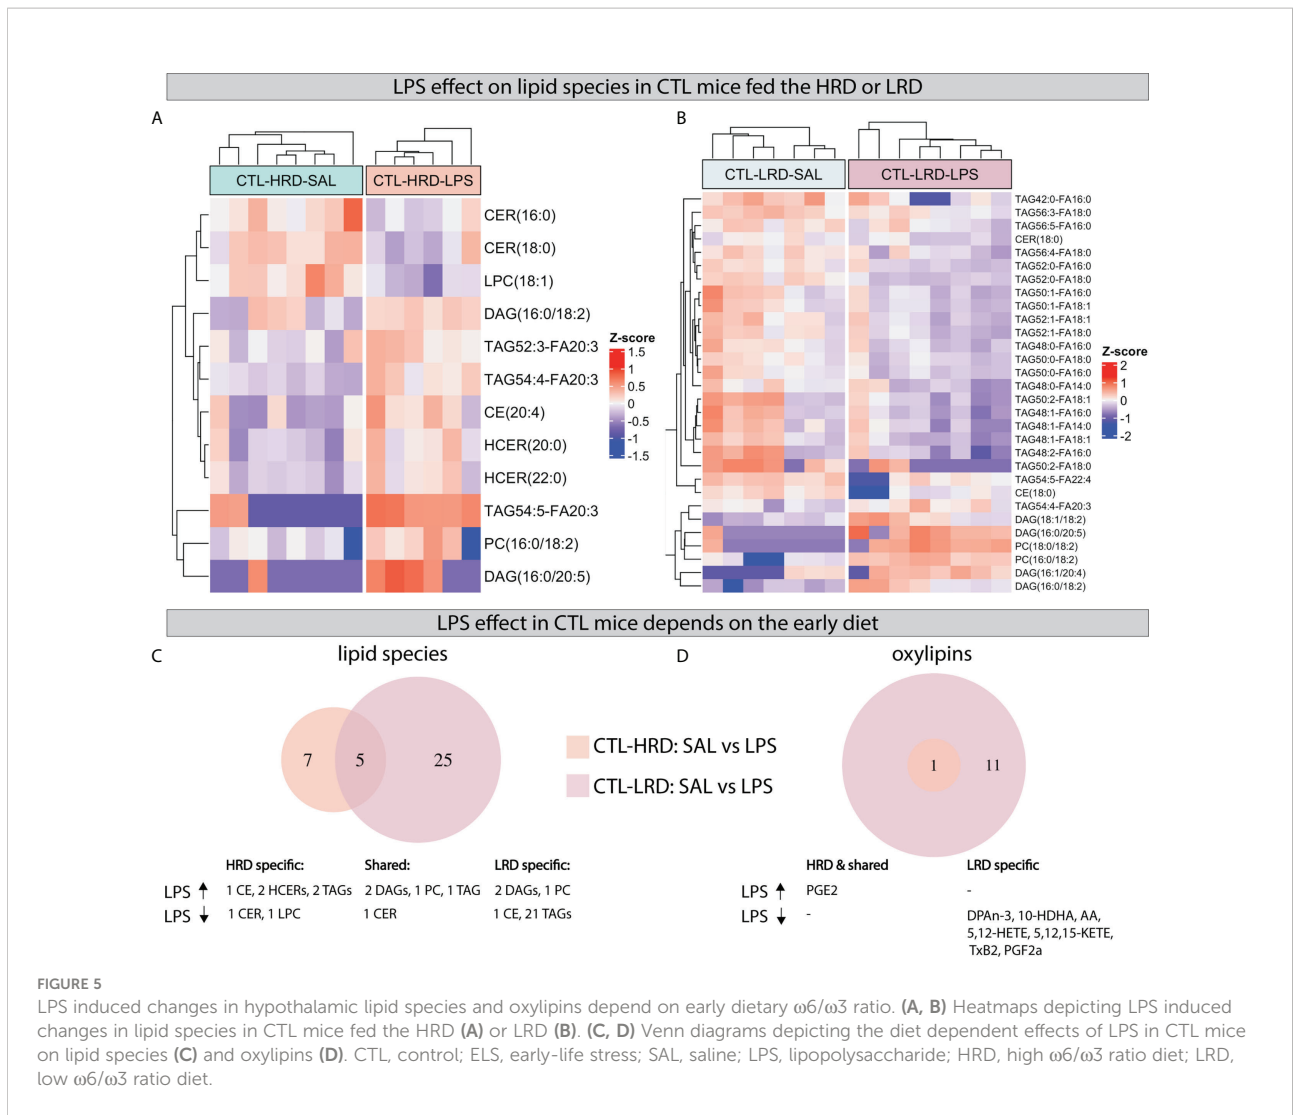 LPS effect on lipid species in CTL mice fed the HRD or LRD
A
CTL-HRD-SAL
CTL-HRD-LPS
CER(16:0)
CER(18:0)
LPC(18:1)
DAG(16:0/18:2)
TAG52:3-FA20:3
TAG54:4-FA20:3
CE(20:4)
HCER(20:0)
HCER(22:0)
TAG54:5-FA20:3
PC(16:0/18:2)
DAG(16:0/20:5)
Z-score
1.5
1
0.5
0
-0.5
-1
-1.5
B
CTL-LRD-SAL
CTL-LRD-LPS
TAG42:0-FA16:0
TAG56:3-FA18:0
TAG56:5-FA16:0
CER(18:0)
TAG56:4-FA18:0
TAG52:0-FA16:0
TAG52:0-FA18:0
TAG50:1-FA16:0
TAG50:1-FA18:1
TAG52:1-FA18:1
TAG52:1-FA18:0
TAG48:0-FA16:0
TAG50:0-FA18:0
TAG50:0-FA16:0
TAG48:0-FA14:0
TAG50:2-FA18:1
TAG48:1-FA16:0
TAG48:1-FA14:0
TAG48:1-FA18:1
TAG48:2-FA16:0
TAG50:2-FA18:0
TAG54:5-FA22:4
CE(18:0)
TAG54:4-FA20:3
DAG(18:1/18:2)
DAG(16:0/20:5)
PC(18:0/18:2)
PC(16:0/18:2)
DAG(16:1/20:4)
DAG(16:0/18:2)
Z-score
2
1
0
-1
-2
LPS effect in CTL mice depends on the early diet
C
lipid species
7
5
25
CTL-HRD: SAL vs LPS
CTL-LRD: SAL vs LPS
HRD specific: Shared: LRD specific:
LPS ↑ 1 CE, 2 HCERs, 2 TAGs 2 DAGs, 1 PC, 1 TAG 2 DAGs, 1 PC
LPS ↓ 1 CER, 1 LPC 1 CER 1 CE, 21 TAGs
D
oxylipins
1
11
HRD & shared LRD specific
LPS ↑ PGE2 -
LPS ↓ - DPAn-3, 10-HDHA, AA,
5,12-HETE, 5,12,15-KETE,
TxB2, PGF2a
FIGURE 5
LPS induced changes in hypothalamic lipid species and oxylipins depend on early dietary ω6/ω3 ratio. (A, B) Heatmaps depicting LPS induced
changes in lipid species in CTL mice fed the HRD (A) or LRD (B). (C, D) Venn diagrams depicting the diet dependent effects of LPS in CTL mice
on lipid species (C) and oxylipins (D). CTL, control; ELS, early-life stress; SAL, saline; LPS, lipopolysaccharide; HRD, high ω6/ω3 ratio diet; LRD,
low ω6/ω3 ratio diet.